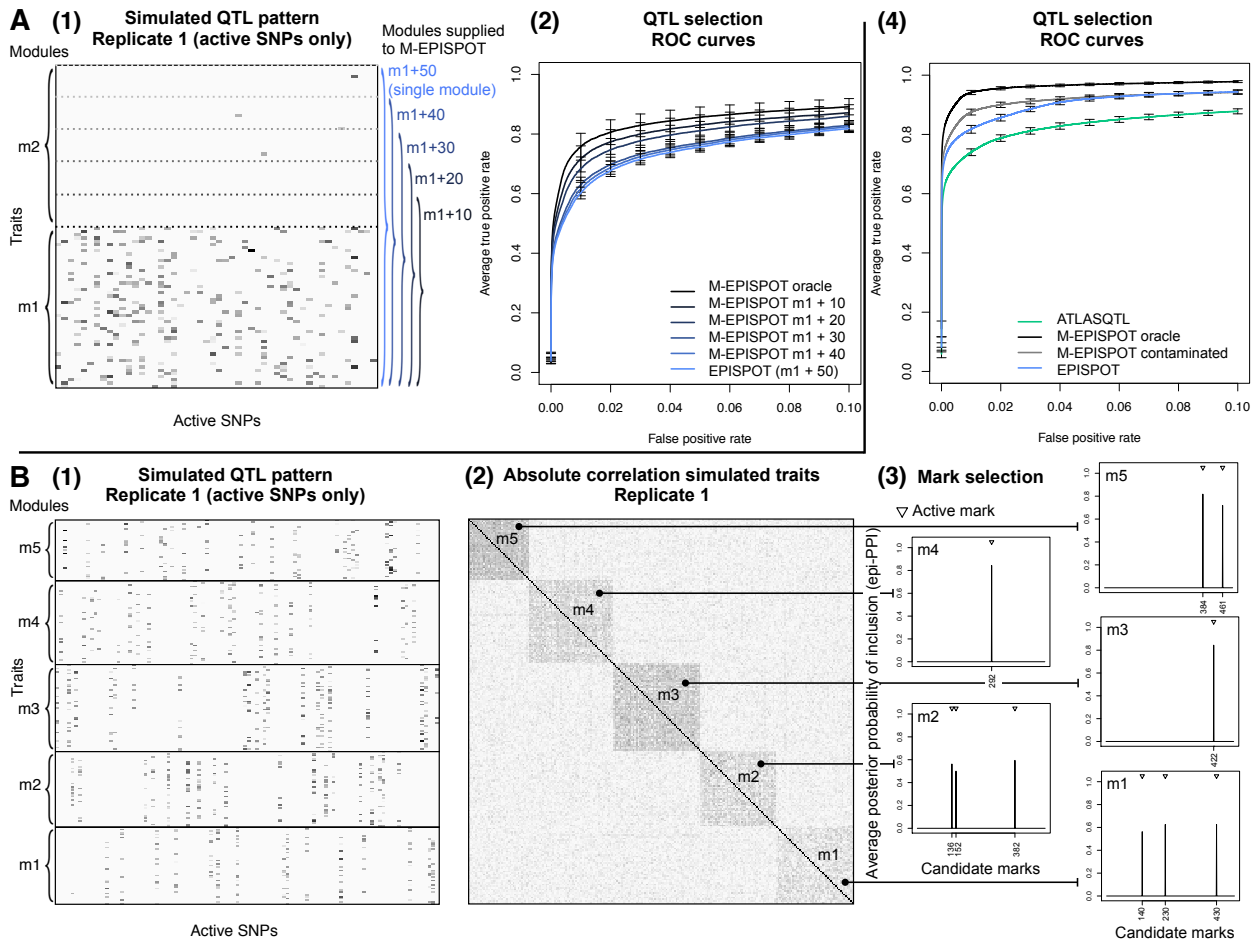 A (1) Simulated QTL pattern
Replicate 1 (active SNPs only)
Modules
Modules supplied
to M-EPISPOT
m1+50
(single module)
m1+40
m1+30
m1+20
m1+10
m2
m1
Traits
Active SNPs
(2) QTL selection
ROC curves
Average true positive rate
0.0
0.2
0.4
0.6
0.8
1.0
M-EPISPOT oracle
M-EPISPOT m1 + 10
M-EPISPOT m1 + 20
M-EPISPOT m1 + 30
M-EPISPOT m1 + 40
EPISPOT (m1 + 50)
0.00 0.02 0.04 0.06 0.08 0.10
False positive rate
(4) QTL selection
ROC curves
Average true positive rate
0.0
0.2
0.4
0.6
0.8
1.0
ATLASQTL
M-EPISPOT oracle
M-EPISPOT contaminated
EPISPOT
0.00 0.02 0.04 0.06 0.08 0.10
False positive rate
B (1) Simulated QTL pattern
Replicate 1 (active SNPs only)
Modules
m5
m4
m3
m2
m1
Traits
Active SNPs
(2) Absolute correlation simulated traits
Replicate 1
m5
m4
m3
m2
m1
(3) Mark selection
Active mark
Average posterior probability of inclusion (epi-PPI)
m4
0.0 0.2 0.4 0.6 0.8 1.0
292
m2
0.0 0.2 0.4 0.6 0.8 1.0
136
152
382
Candidate marks
m5
0.0 0.2 0.4 0.6 0.8 1.0
384
461
m3
0.0 0.2 0.4 0.6 0.8 1.0
422
m1
0.0 0.2 0.4 0.6 0.8 1.0
140
230
430
Candidate marks